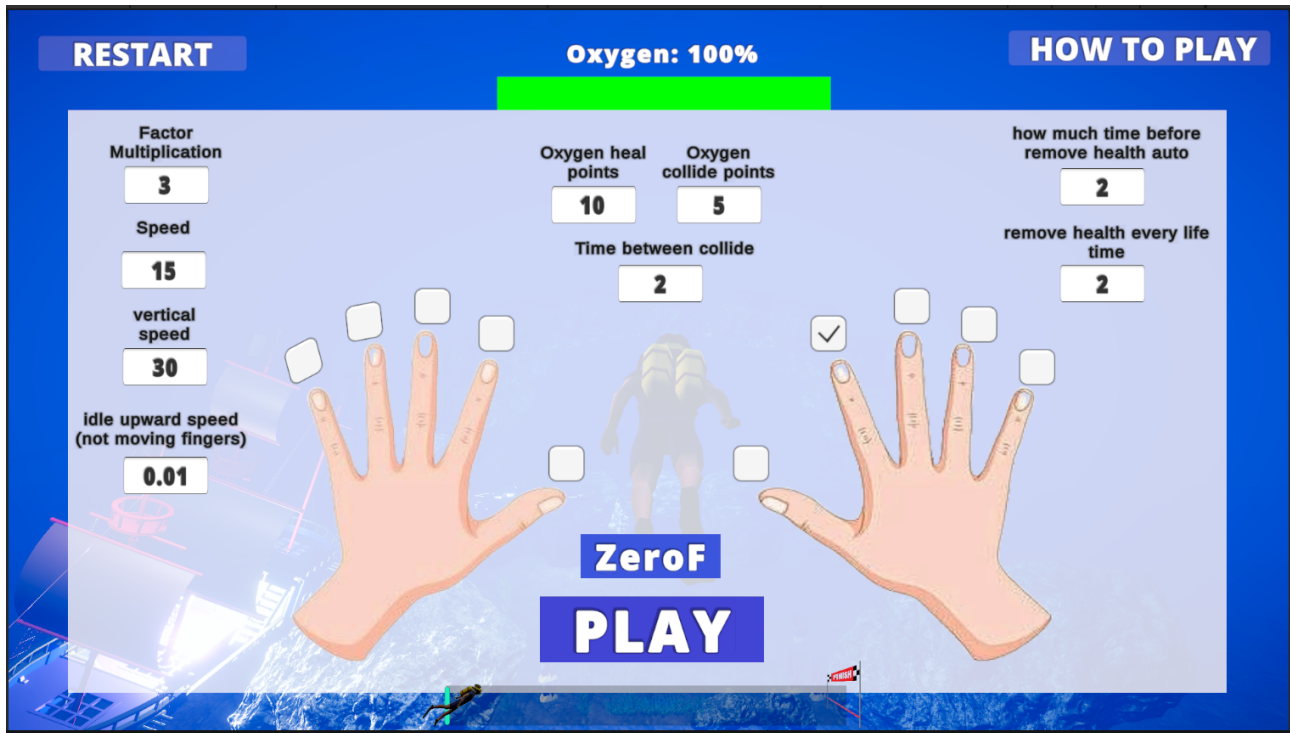 RESTART
Oxygen: 100%
HOW TO PLAY
Factor
Multiplication
3
Speed
15
vertical
speed
30
idle upward speed
(not moving fingers)
0.01
Oxygen heal
points
10
Oxygen
collide points
5
Time between collide
2
how much time before
remove health auto
2
remove health every life
time
2
ZeroF
PLAY
FINISH